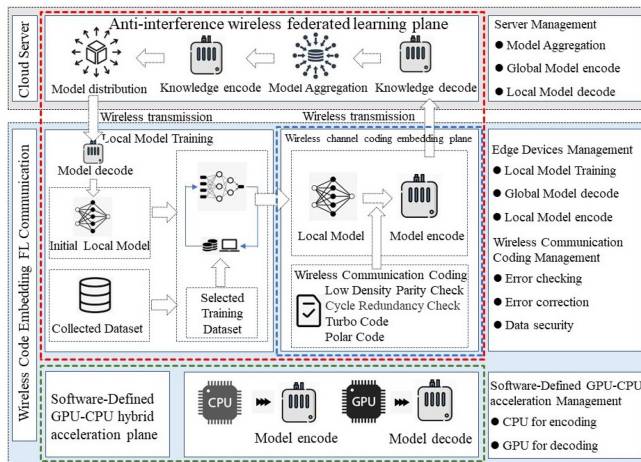 Anti-interference wireless federated learning plane
Cloud Server
Model distribution
Knowledge encode
Model Aggregation
Knowledge decode
Server Management
● Model Aggregation
● Global Model encode
● Local Model decode
Wireless transmission
Wireless transmission
Wireless Code Embedding FL Communication
Local Model Training
Model decode
Initial Local Model
Collected Dataset
Selected
Training
Dataset
Wireless channel coding embedding plane
Local Model
Model encode
Wireless Communication Coding
Low Density Parity Check
Cycle Redundancy Check
Turbo Code
Polar Code
Edge Devices Management
● Local Model Training
● Global Model decode
● Local Model encode
Wireless Communication
Coding Management
● Error checking
● Error correction
● Data security
Software-Defined
GPU-CPU hybrid
acceleration plane
CPU
Model encode
GPU
Model decode
Software-Defined GPU-CPU
acceleration Management
● CPU for encoding
● GPU for decoding